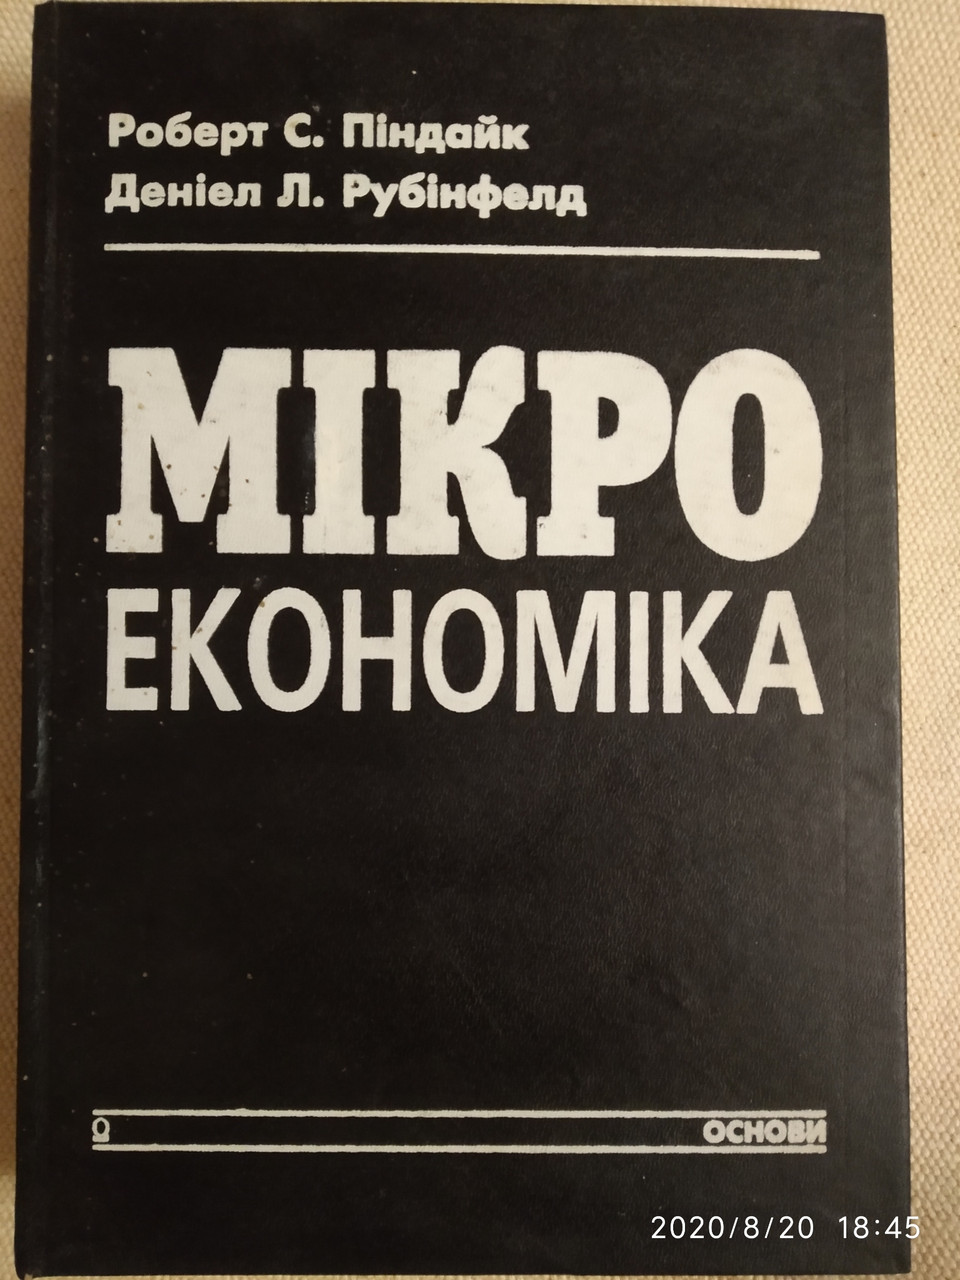 Роберт С. Піндайк
Деніел Л. Рубінфелд
МІКРО
ЕКОНОМІКА
ОСНОВИ
2020/8/20 18:45